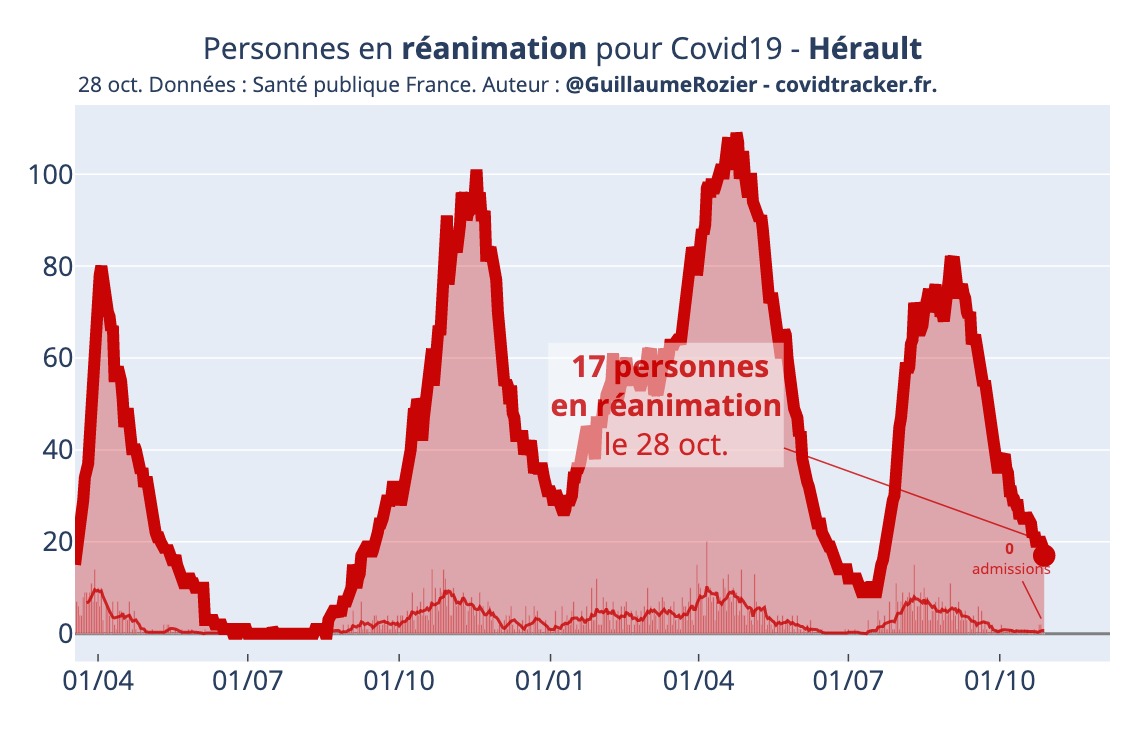 Personnes en réanimation pour Covid19 - Hérault
28 oct. Données : Santé publique France. Auteur : @GuillaumeRozier - covidtracker.fr.
100
80
60
40
20
0
17 personnes
en réanimation
le 28 oct.
0
admissions
01/04
01/07
01/10
01/01
01/04
01/07
01/10